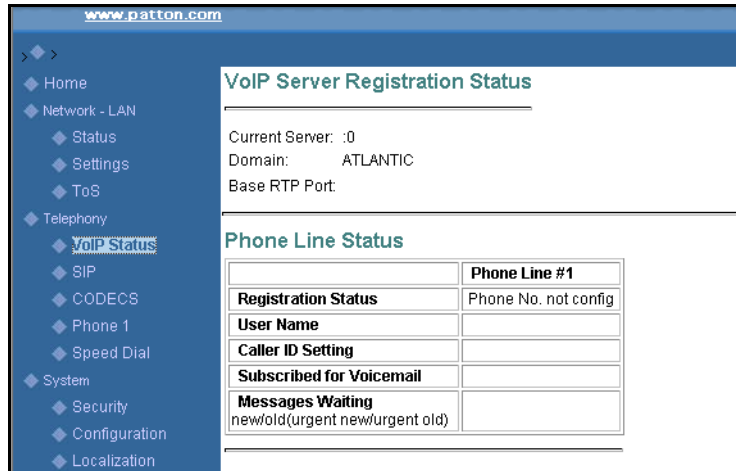 www.patton.com
> >
Home
Network - LAN
Status
Settings
ToS
Telephony
VoIP Status
SIP
CODECS
Phone 1
Speed Dial
System
Security
Configuration
Localization
VoIP Server Registration Status
Current Server: :0
Domain: ATLANTIC
Base RTP Port:
Phone Line Status
Phone Line #1
Registration Status Phone No. not config
User Name
Caller ID Setting
Subscribed for Voicemail
Messages Waiting
new/old(urgent new/urgent old)